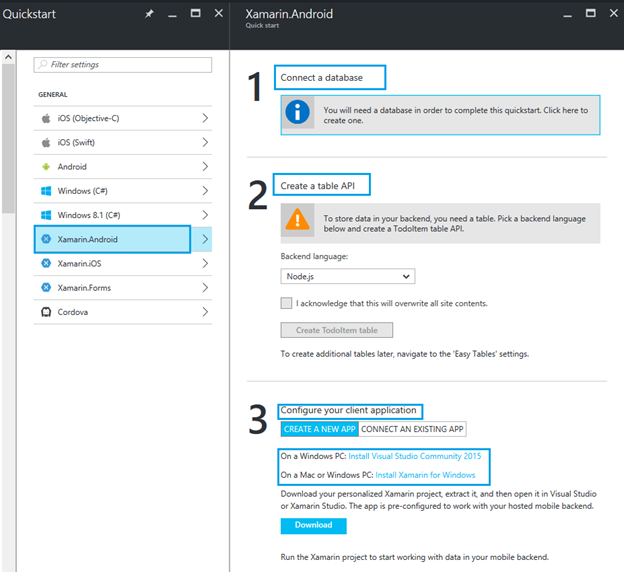 Quickstart
Filter settings
GENERAL
iOS (Objective-C)
iOS (Swift)
Android
Windows (C#)
Windows 8.1 (C#)
Xamarin.Android
Xamarin.iOS
Xamarin.Forms
Cordova
Xamarin.Android
Quick start
1
Connect a database
You will need a database in order to complete this quickstart. Click here to
create one.
2
Create a table API
To store data in your backend, you need a table. Pick a backend language
below and create a TodoItem table API.
Backend language:
Node.js
I acknowledge that this will overwrite all site contents.
Create TodoItem table
To create additional tables later, navigate to the 'Easy Tables' settings.
3
Configure your client application
CREATE A NEW APP CONNECT AN EXISTING APP
On a Windows PC: Install Visual Studio Community 2015
On a Mac or Windows PC: Install Xamarin for Windows
Download your personalized Xamarin project, extract it, and then open it in Visual Studio
or Xamarin Studio. The app is pre-configured to work with your hosted mobile backend.
Download
Run the Xamarin project to start working with data in your mobile backend.